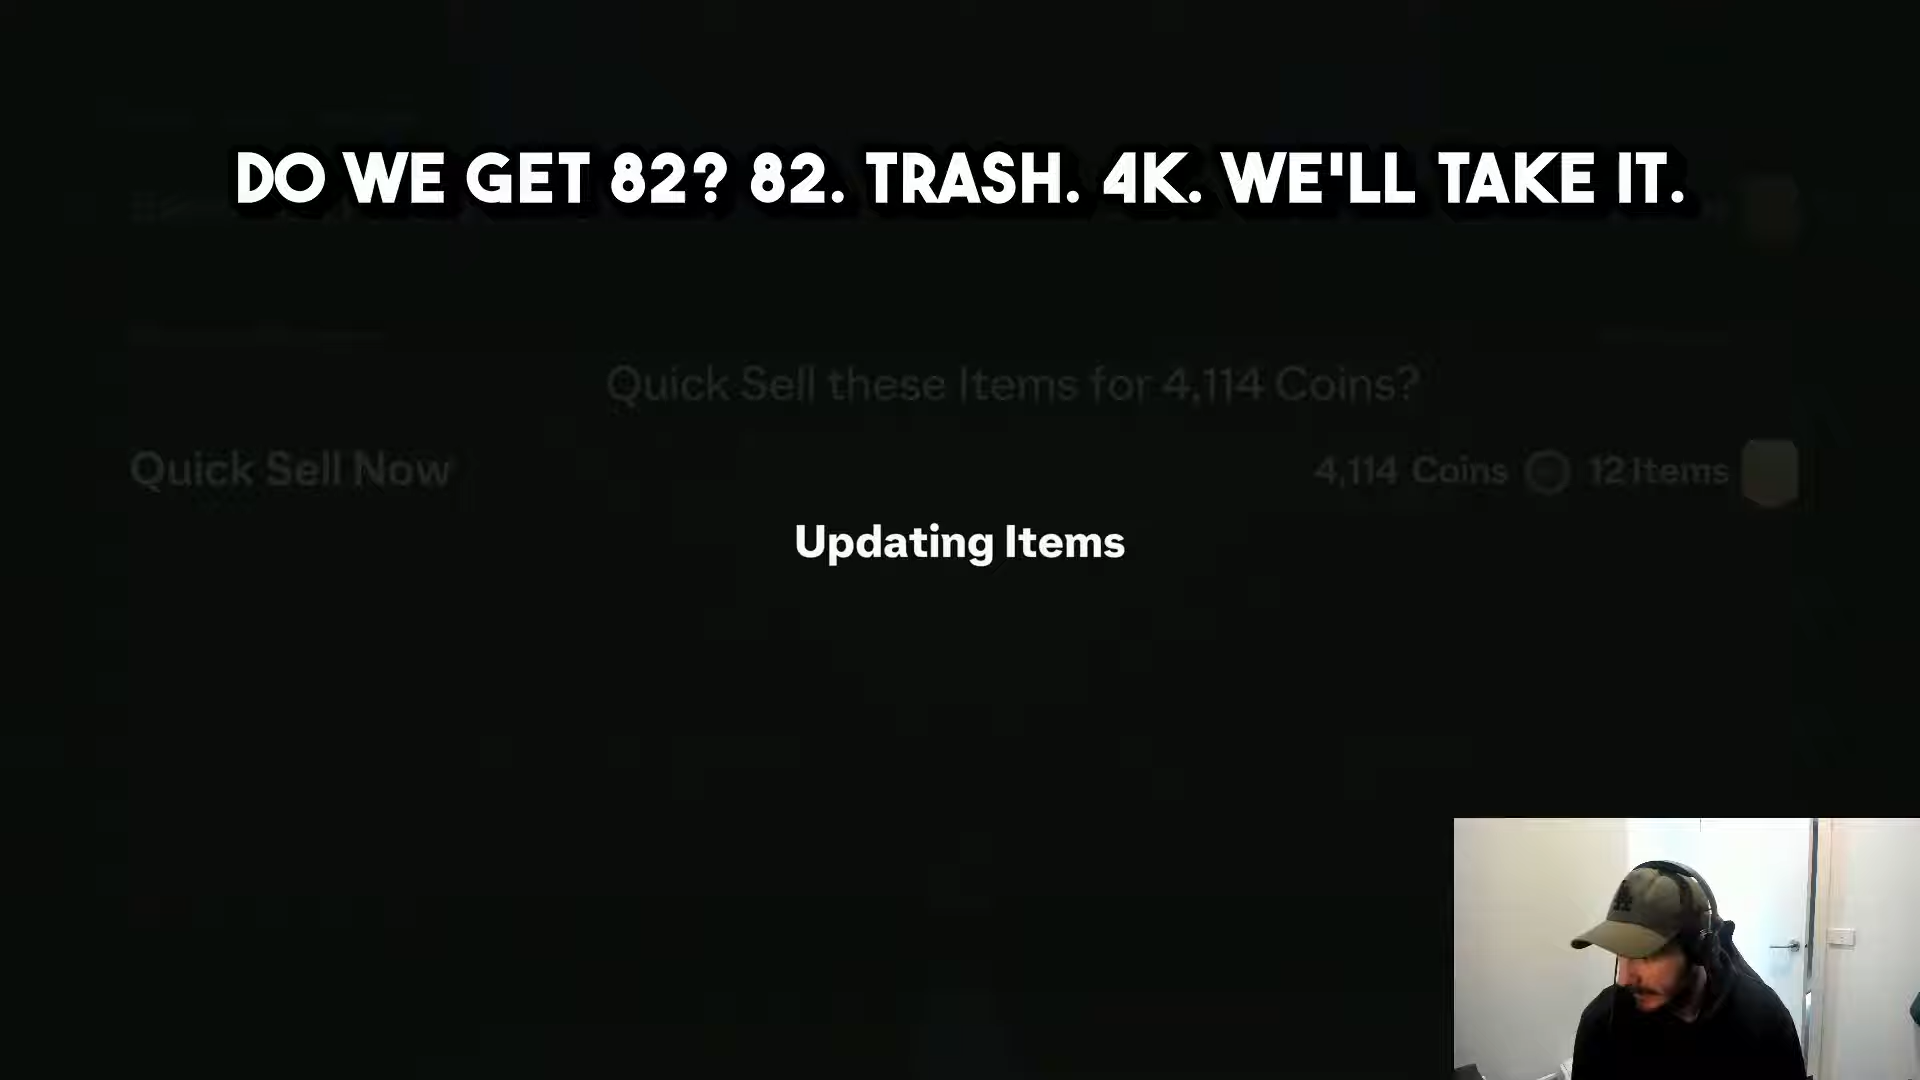 DO WE GET 82? 82. TRASH. 4K. WE'LL TAKE IT.
Quick Sell these Items for 4,114 Coins?
Quick Sell Now 4,114 Coins 12 Items
Updating Items